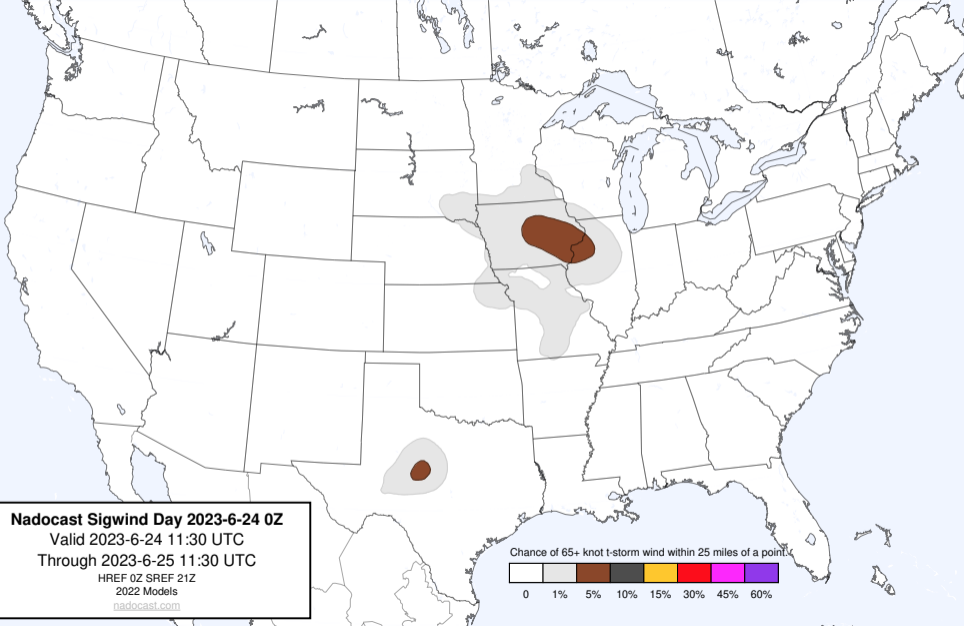 Nadocast Sigwind Day 2023-6-24 0Z
Valid 2023-6-24 11:30 UTC
Through 2023-6-25 11:30 UTC
HREF 0Z SREF 21Z
2022 Models
nadocast.com
Chance of 65+ knot t-storm wind within 25 miles of a point.
0 1% 5% 10% 15% 30% 45% 60%